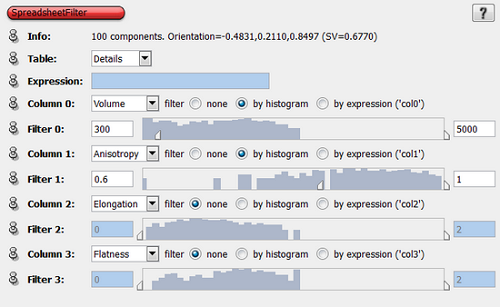 SpreadsheetFilter ?
Info: 100 components. Orientation=-0.4831,0.2110,0.8497 (SV=0.6770)
Table: Details
Expression:
Column 0: Volume filter none by histogram by expression ('col0')
Filter 0: 300 5000
Column 1: Anisotropy filter none by histogram by expression ('col1')
Filter 1: 0.6 1
Column 2: Elongation filter none by histogram by expression ('col2')
Filter 2: 0 2
Column 3: Flatness filter none by histogram by expression ('col3')
Filter 3: 0 2